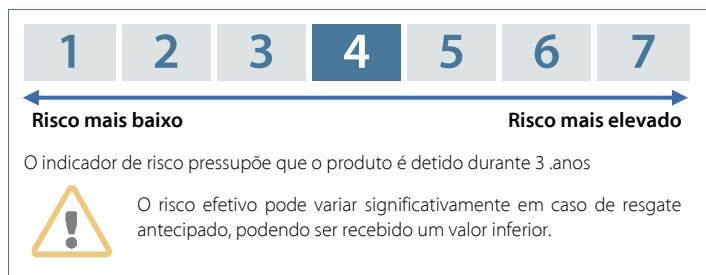 1 2 3 4 5 6 7
Risco mais baixo Risco mais elevado
O indicador de risco pressupõe que o produto é detido durante 3 .anos
O risco efetivo pode variar significativamente em caso de resgate
antecipado, podendo ser recebido um valor inferior.